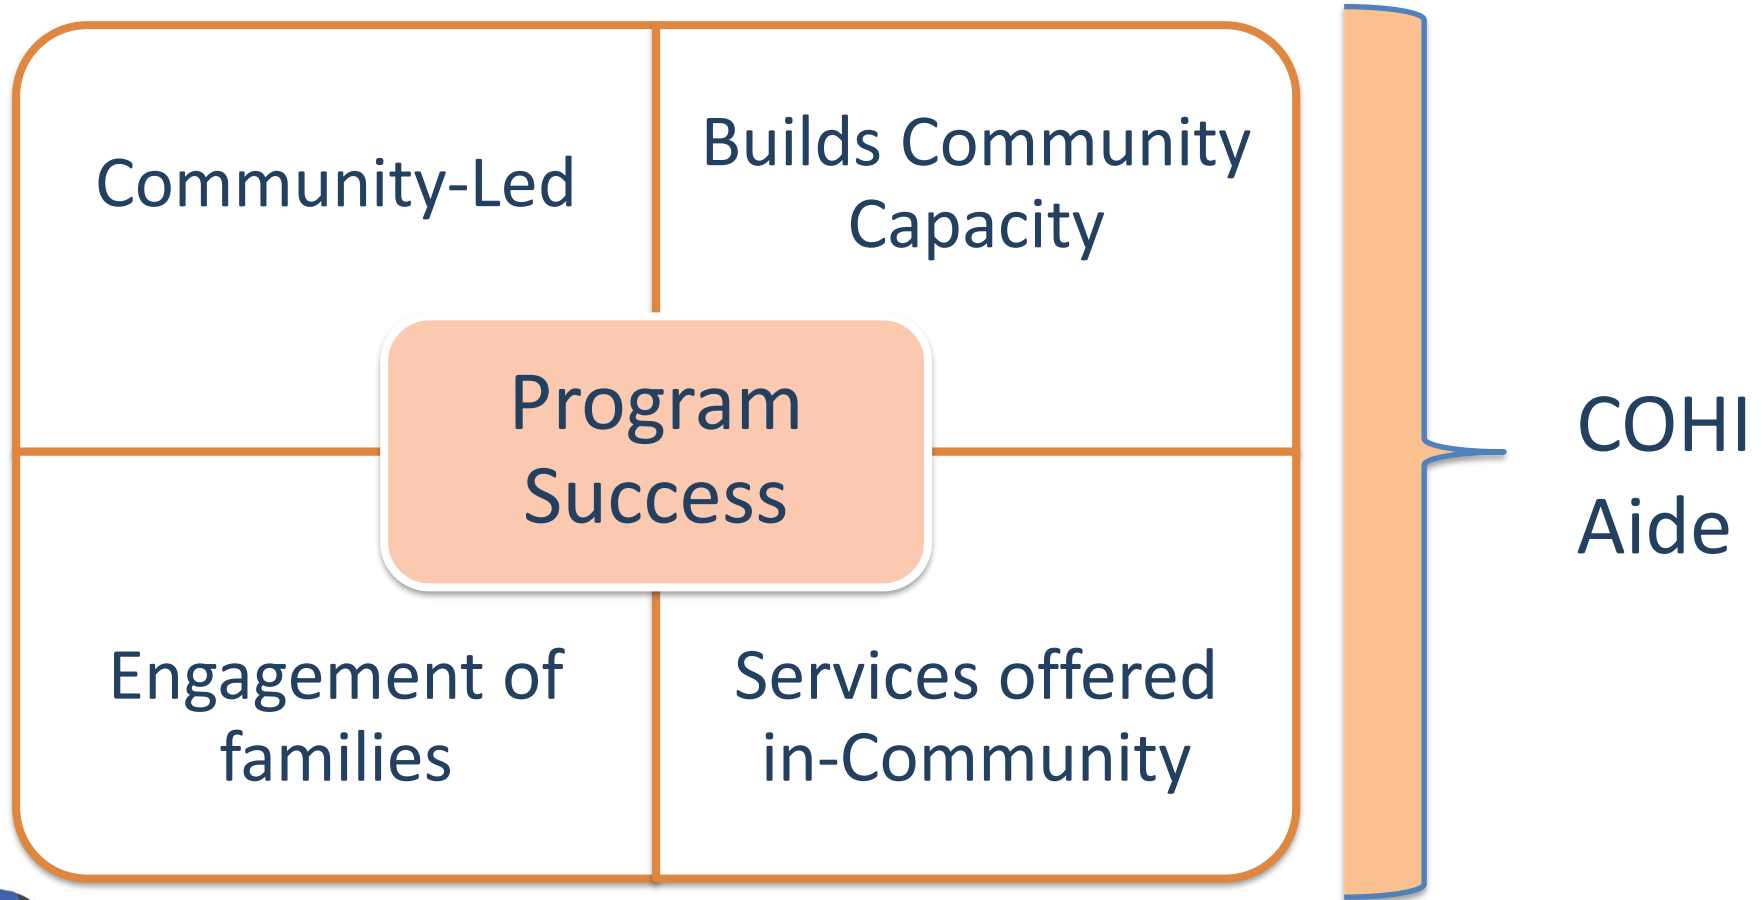 Community-Led
Builds Community
Capacity
Program
Success
Engagement of
families
Services offered
in-Community
COHI
Aide